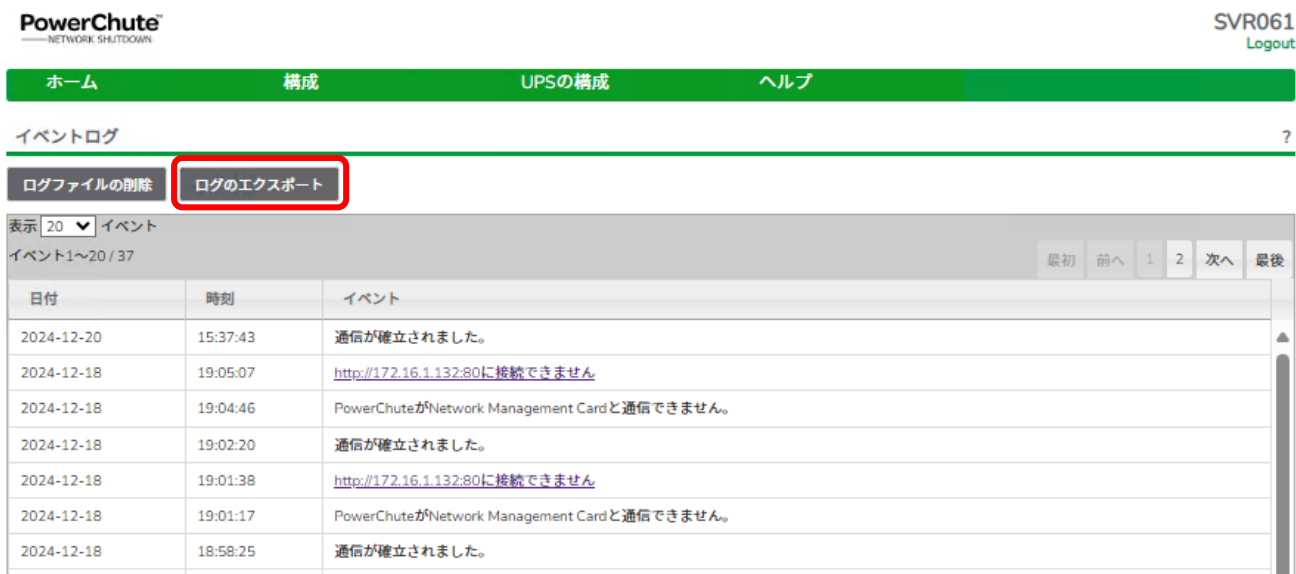 PowerChute™
NETWORK SHUTDOWN
SVR061
Logout
ホーム 構成 UPSの構成 ヘルプ
イベントログ ?
ログファイルの削除 ログのエクスポート
表示 20 イベント
イベント1～20 / 37
最初 前へ 1 2 次へ 最後
日付 時刻 イベント
2024-12-20 15:37:43 通信が確立されました。
2024-12-18 19:05:07 http://172.16.1.132:80に接続できません
2024-12-18 19:04:46 PowerChuteがNetwork Management Cardと通信できません。
2024-12-18 19:02:20 通信が確立されました。
2024-12-18 19:01:38 http://172.16.1.132:80に接続できません
2024-12-18 19:01:17 PowerChuteがNetwork Management Cardと通信できません。
2024-12-18 18:58:25 通信が確立されました。